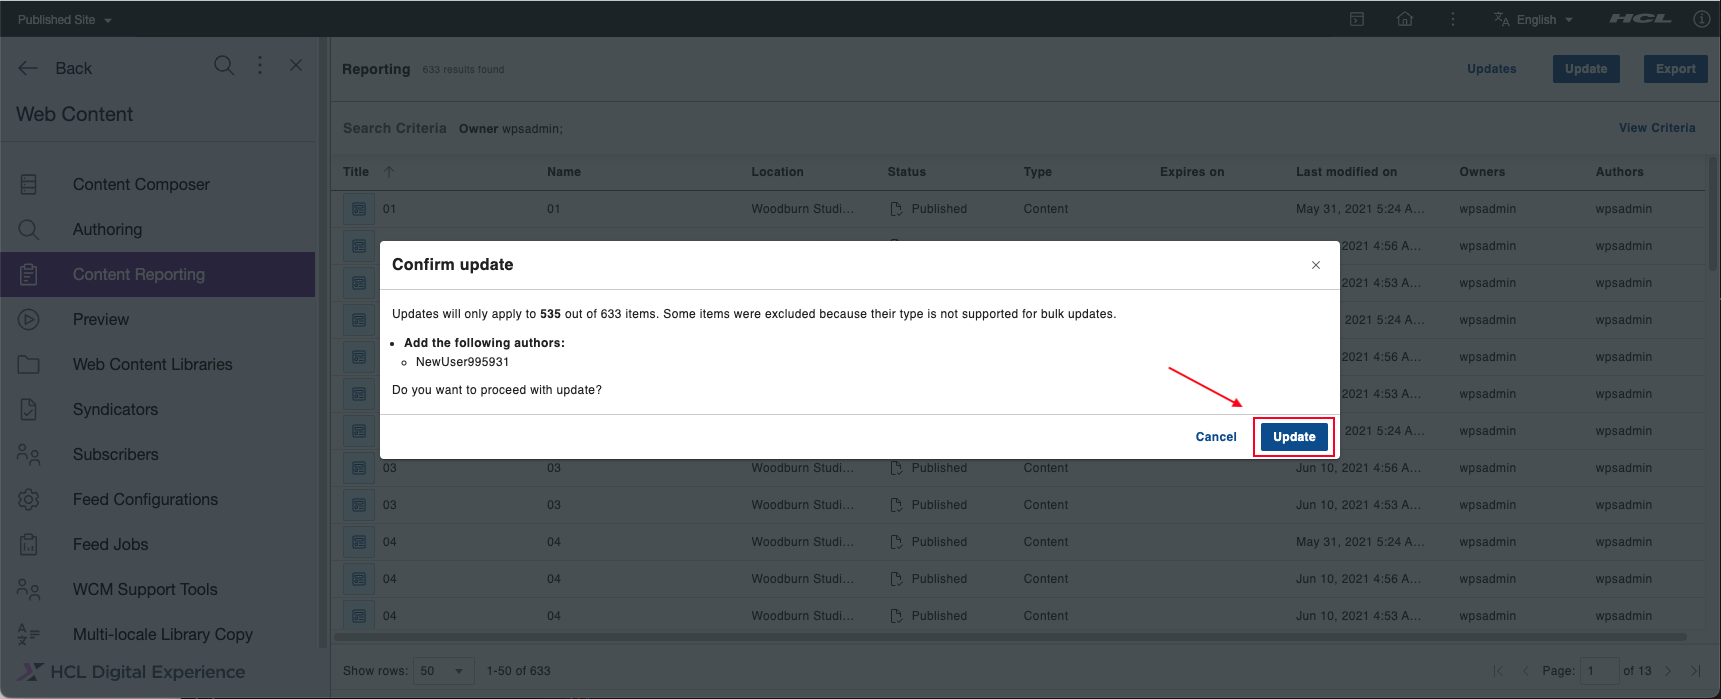 Published Site
English
HCL
Back
Web Content
Content Composer
Authoring
Content Reporting
Preview
Web Content Libraries
Syndicators
Subscribers
Feed Configurations
Feed Jobs
WCM Support Tools
Multi-locale Library Copy
HCL Digital Experience
Reporting 633 results found
Updates Update Export
Search Criteria Owner wpsadmin;
View Criteria
Title Name Location Status Type Expires on Last modified on Owners Authors
01 01 Woodburn Studi... Published Content May 31, 2021 5:24 A... wpsadmin wpsadmin
2021 4:56 A... wpsadmin wpsadmin
2021 4:53 A... wpsadmin wpsadmin
2021 5:24 A... wpsadmin wpsadmin
2021 4:56 A... wpsadmin wpsadmin
2021 4:53 A... wpsadmin wpsadmin
2021 5:24 A... wpsadmin wpsadmin
Confirm update
Updates will only apply to 535 out of 633 items. Some items were excluded because their type is not supported for bulk updates.
Add the following authors:
NewUser995931
Do you want to proceed with update?
Cancel Update
03 03 Woodburn Studi... Published Content Jun 10, 2021 4:56 A... wpsadmin wpsadmin
03 03 Woodburn Studi... Published Content Jun 10, 2021 4:53 A... wpsadmin wpsadmin
04 04 Woodburn Studi... Published Content May 31, 2021 5:24 A... wpsadmin wpsadmin
04 04 Woodburn Studi... Published Content Jun 10, 2021 4:56 A... wpsadmin wpsadmin
04 04 Woodburn Studi... Published Content Jun 10, 2021 4:53 A... wpsadmin wpsadmin
Show rows: 50 1-50 of 633
Page: 1 of 13